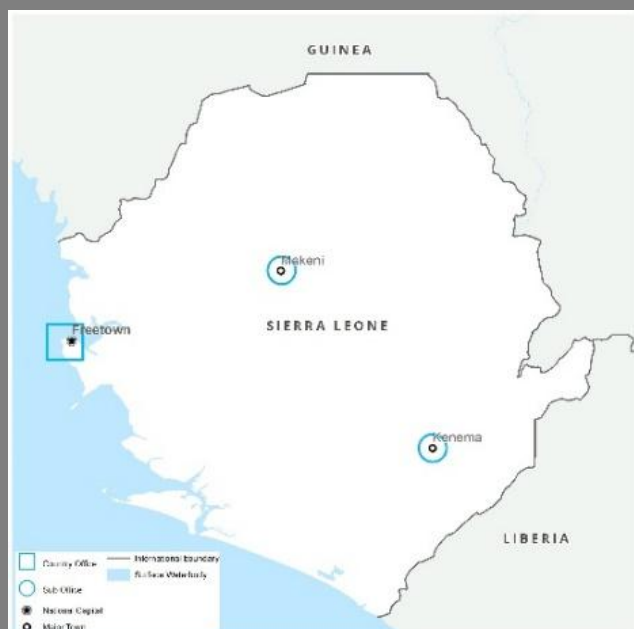 GUINEA
Makeni
SIERRA LEONE
Freetown
Kenema
LIBERIA
Country Office
Sub Office
National Capital
Major Town
International boundary
Surface Waterbody